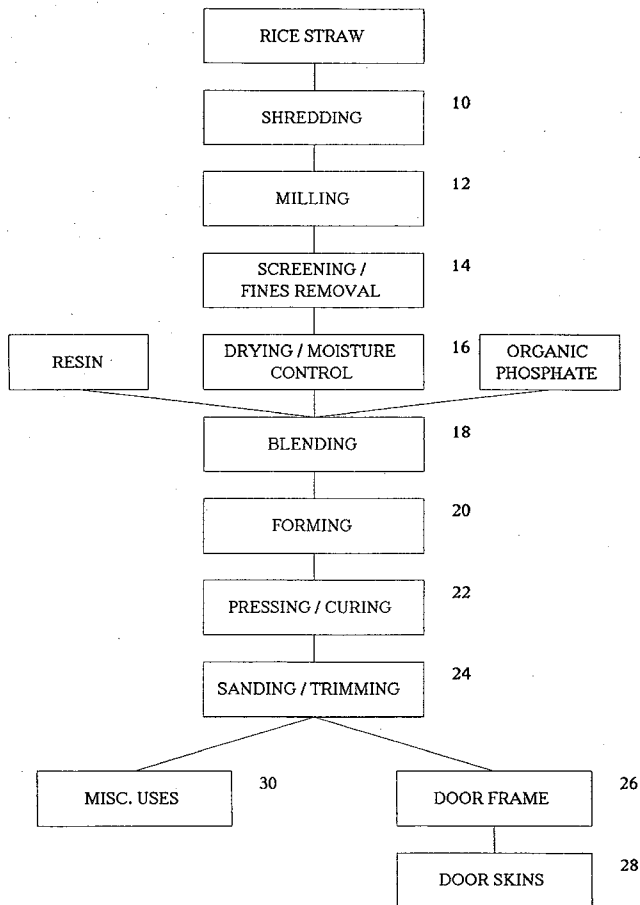 RICE STRAW
SHREDDING
10
MILLING
12
SCREENING /
FINES REMOVAL
14
RESIN
DRYING / MOISTURE
CONTROL
16
ORGANIC
PHOSPHATE
BLENDING
18
FORMING
20
PRESSING / CURING
22
SANDING / TRIMMING
24
MISC. USES
30
DOOR FRAME
26
DOOR SKINS
28